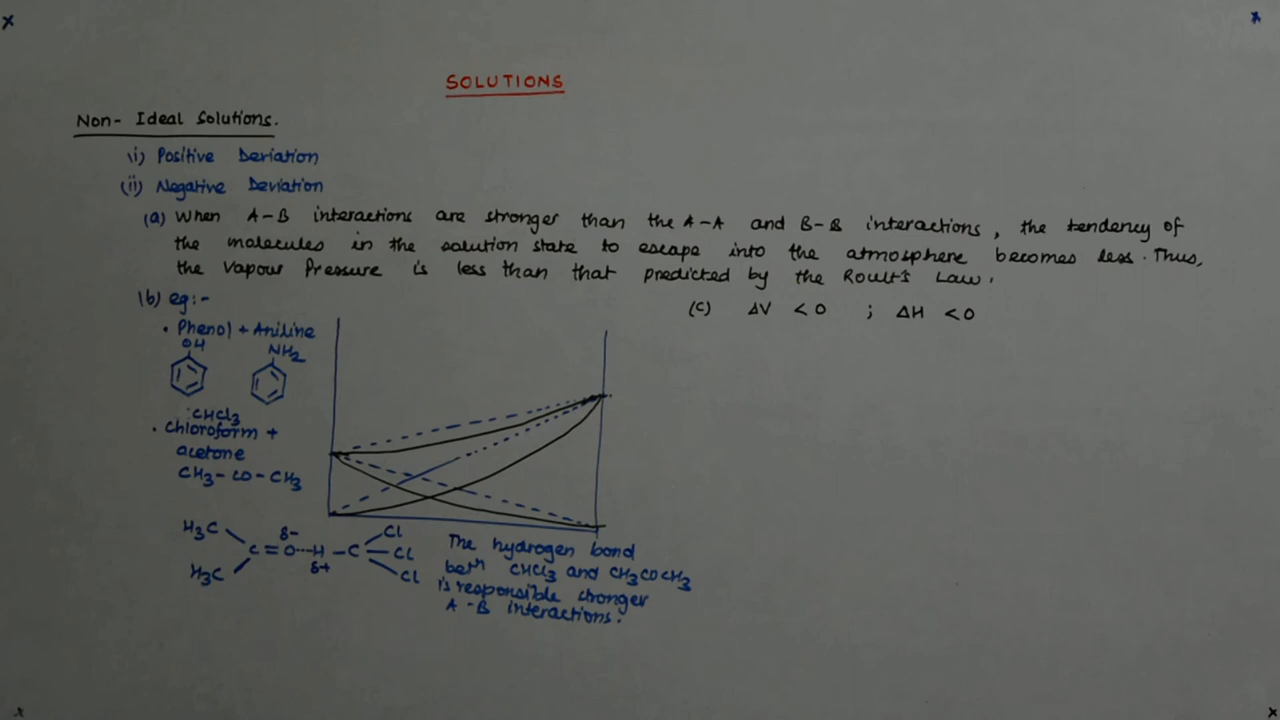 SOLUTIONS
Non- Ideal Solutions.
(i) Positive Deviation
(ii) Negative Deviation
(a) When A-B interactions are stronger than the A-A and B-B interactions, the tendency of
the molecules in the solution state to escape into the atmosphere becomes less. Thus,
the Vapour Pressure is less than that predicted by the Roult's Law.
(b) eg:-
(c) ΔV < 0 ; ΔH < 0
• Phenol + Aniline
OH
NH2
CHCl3
• Chloroform +
acetone
CH3-CO-CH3
H3C
H3C
δ-
C=O---H-C
δ+
Cl
Cl
Cl
The hydrogen bond
betn CHCl3 and CH3COCH3
is responsible stronger
A-B interactions.